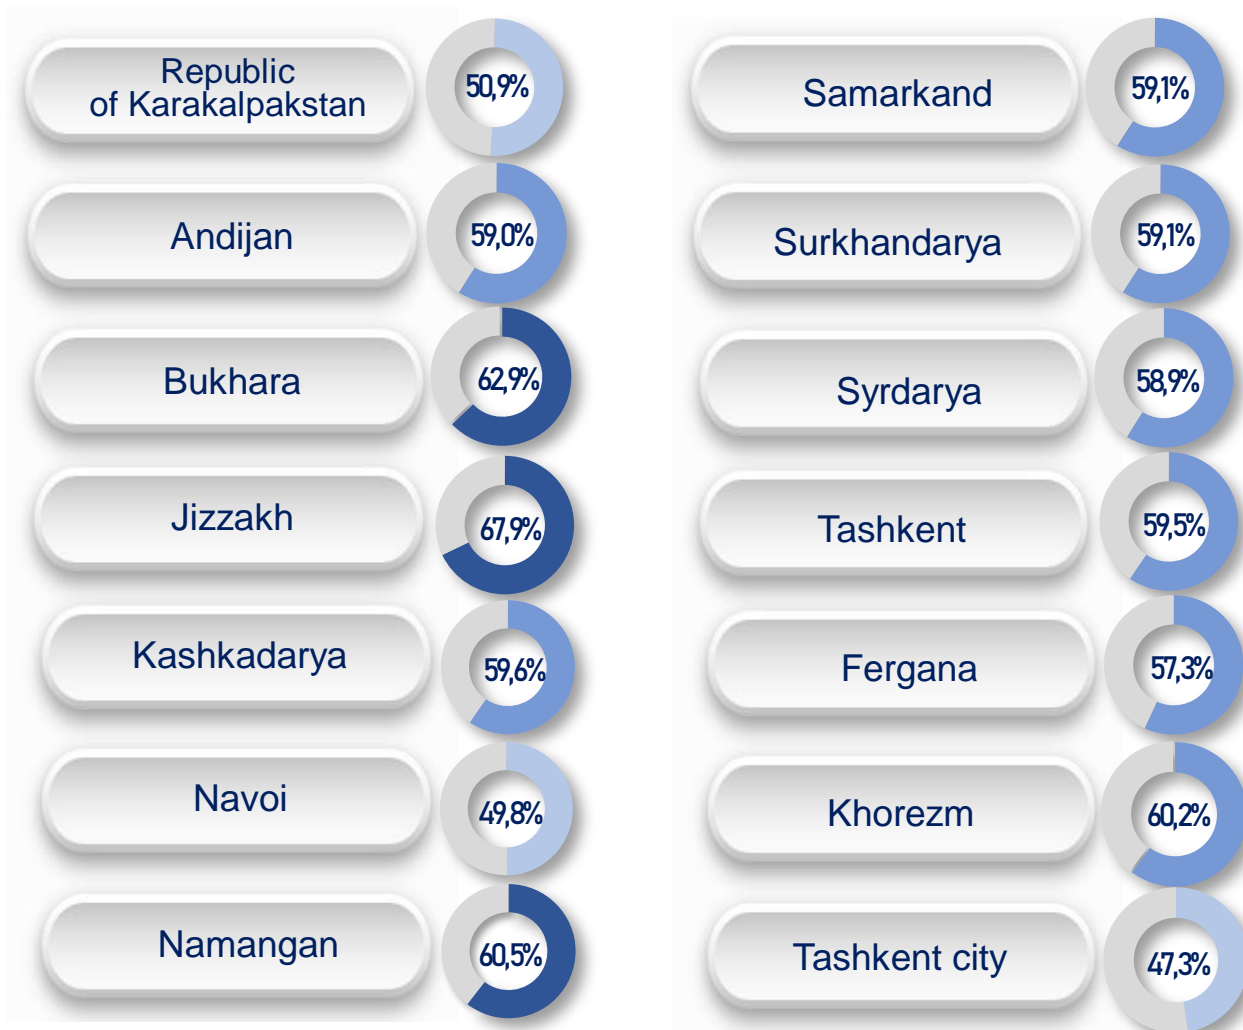 Republic
of Karakalpakstan
50,9%
Andijan
59,0%
Bukhara
62,9%
Jizzakh
67,9%
Kashkadarya
59,6%
Navoi
49,8%
Namangan
60,5%
Samarkand
59,1%
Surkhandarya
59,1%
Syrdarya
58,9%
Tashkent
59,5%
Fergana
57,3%
Khorezm
60,2%
Tashkent city
47,3%